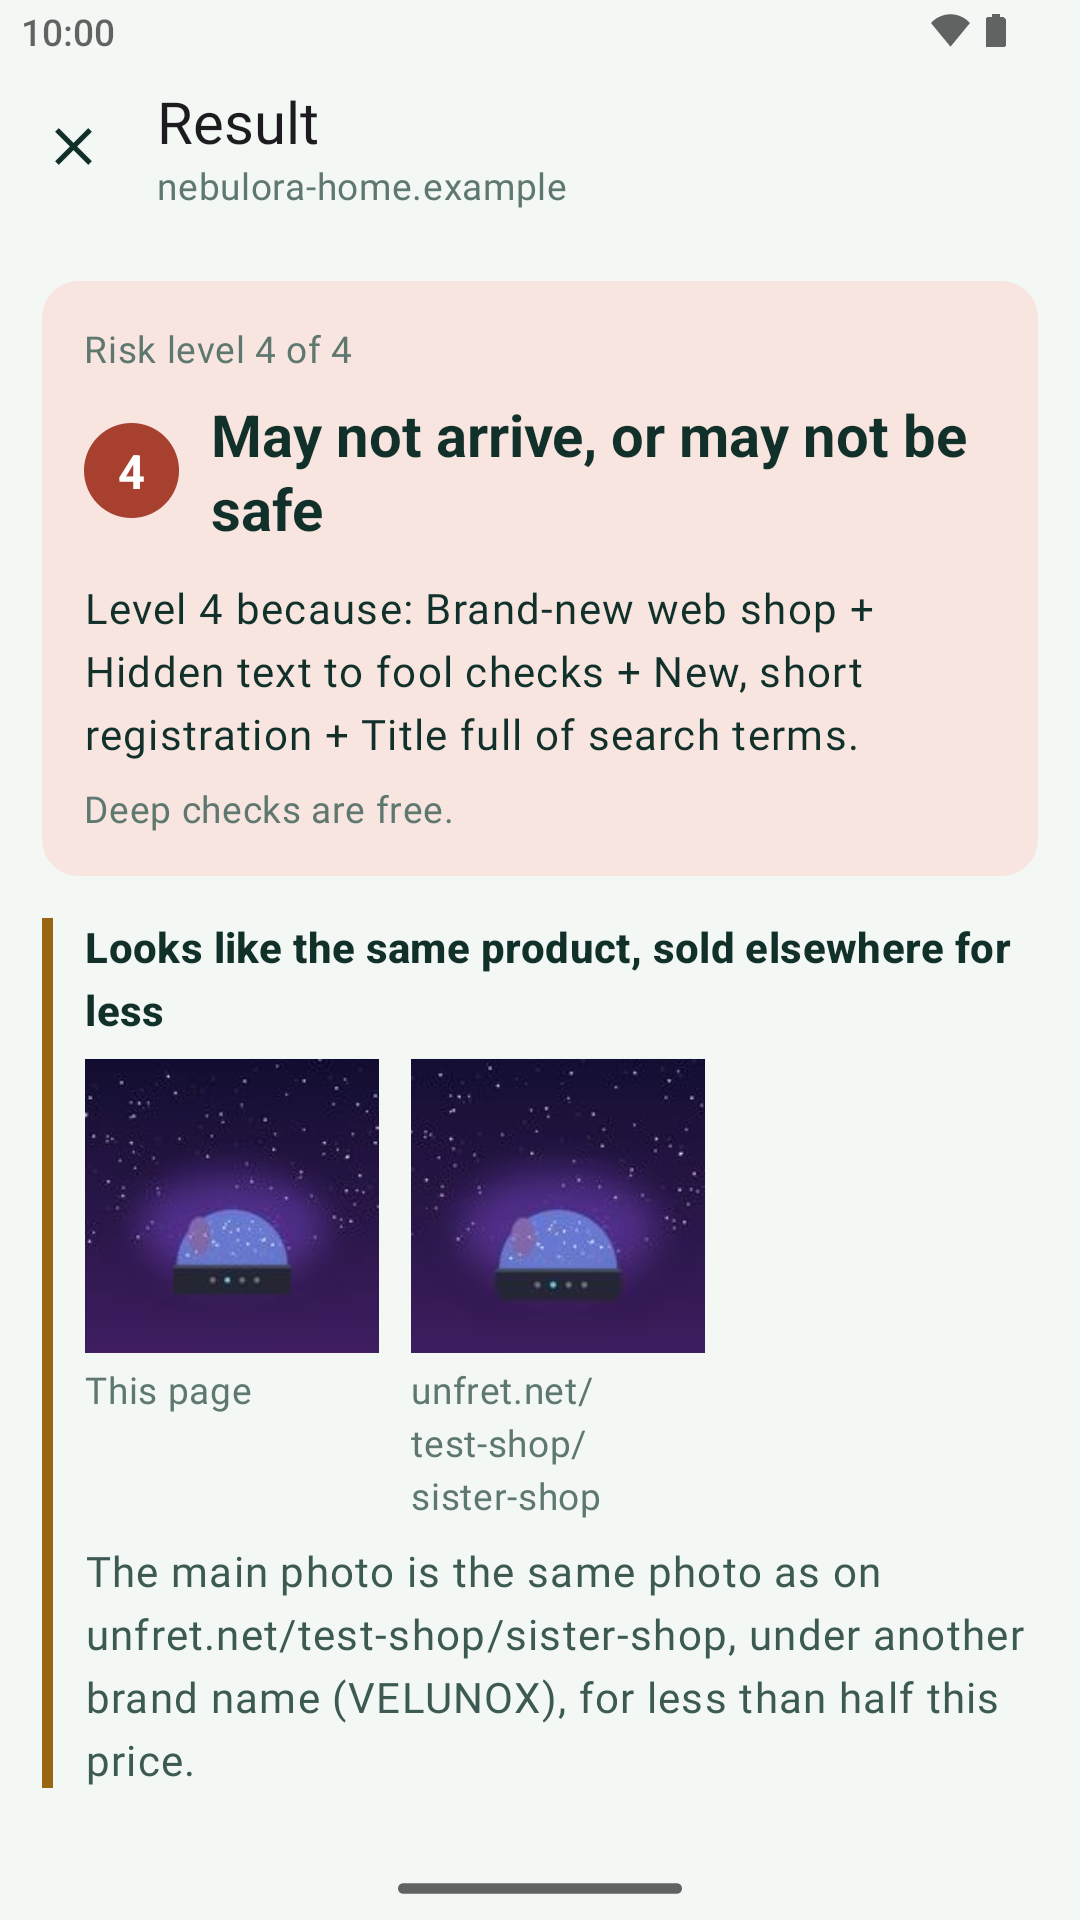 10:00
Result
nebulora-home.example
Risk level 4 of 4
4
May not arrive, or may not be
safe
Level 4 because: Brand-new web shop +
Hidden text to fool checks + New, short
registration + Title full of search terms.
Deep checks are free.
Looks like the same product, sold elsewhere for
less
This page
unfret.net/
test-shop/
sister-shop
The main photo is the same photo as on
unfret.net/test-shop/sister-shop, under another
brand name (VELUNOX), for less than half this
price.